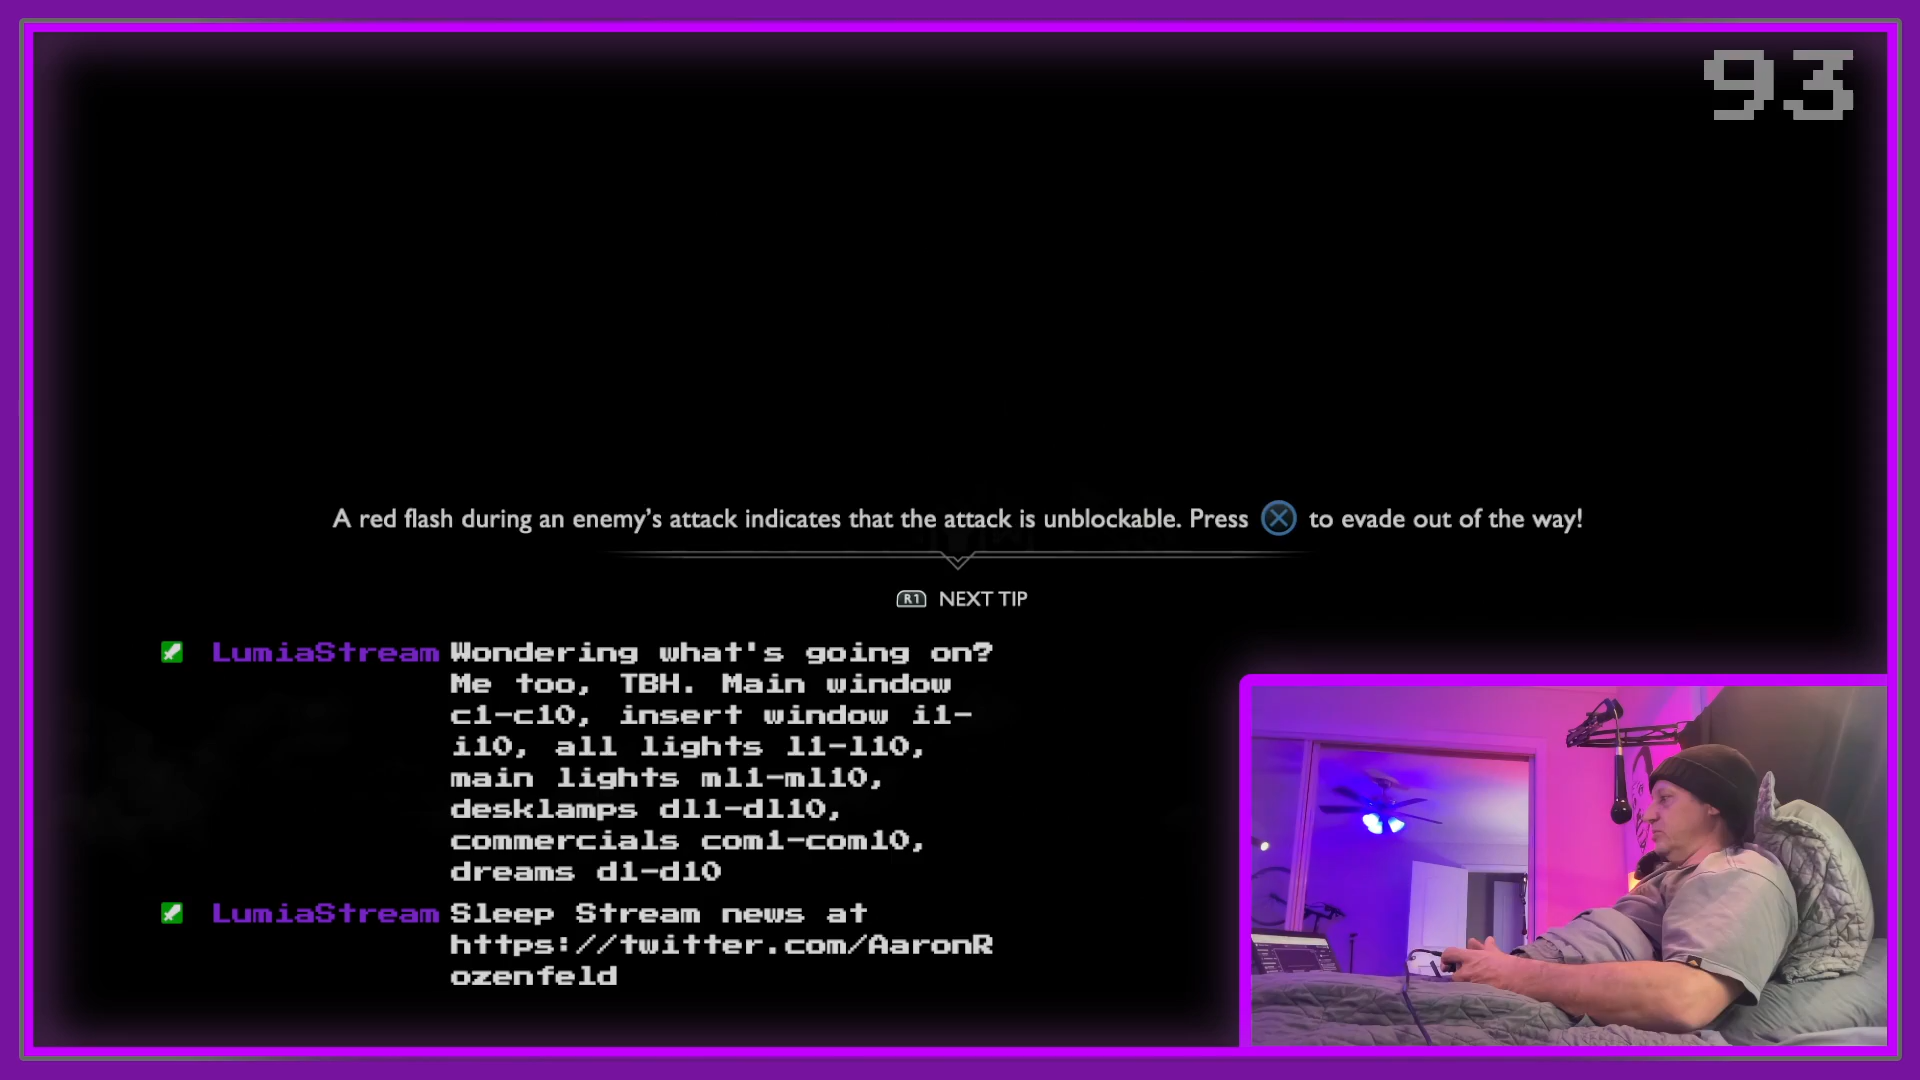 93
A red flash during an enemy's attack indicates that the attack is unblockable. Press ⓧ to evade out of the way!
R1 NEXT TIP
LumiaStream Wondering what's going on?
Me too, TBH. Main window
c1-c10, insert window i1-
i10, all lights l1-l10,
main lights ml1-ml10,
desklamps dl1-dl10,
commercials com1-com10,
dreams d1-d10
LumiaStream Sleep Stream news at
https://twitter.com/AaronR
ozenfeld